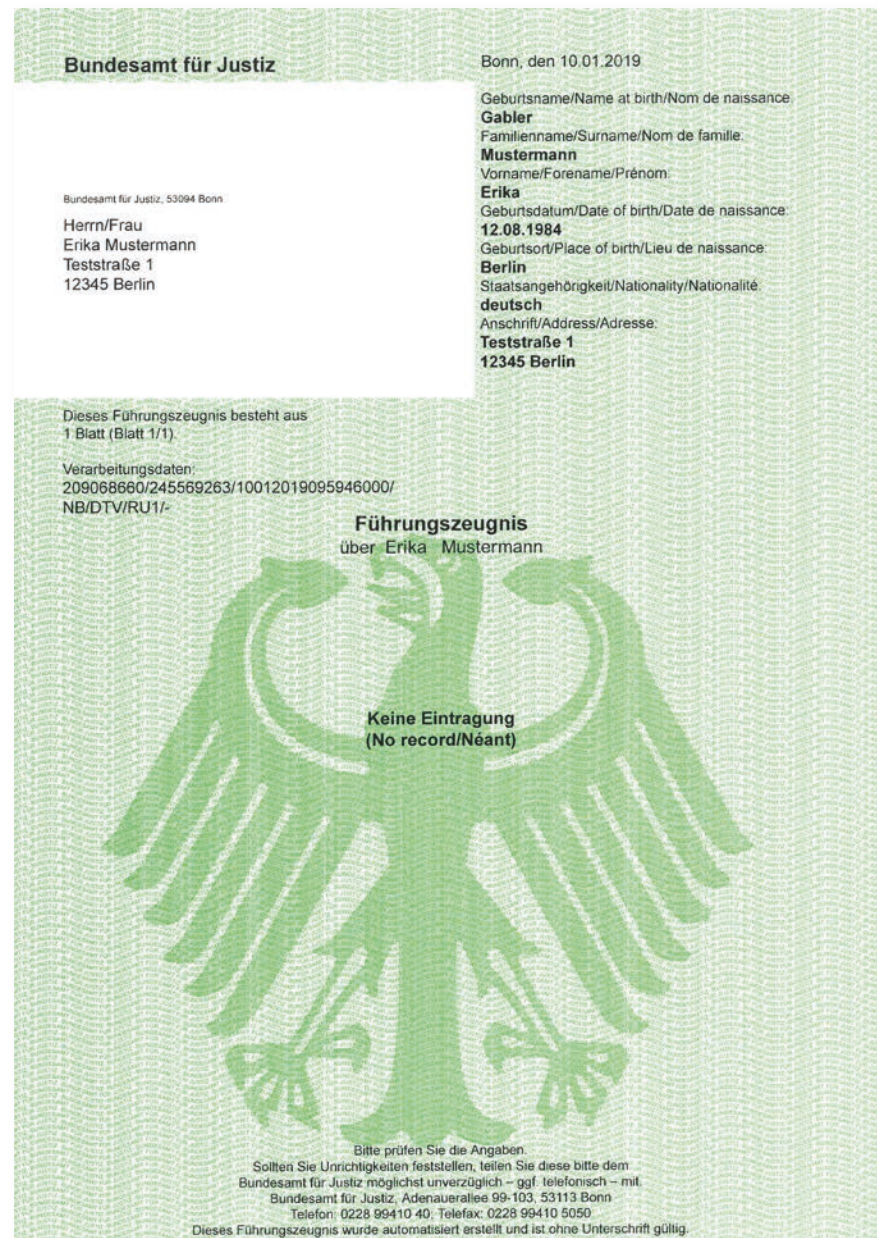 Bundesamt für Justiz
Bundesamt für Justiz, 53094 Bonn
Herrn/Frau
Erika Mustermann
Teststraße 1
12345 Berlin
Bonn, den 10.01.2019
Geburtsname/Name at birth/Nom de naissance:
Gabler
Familienname/Surname/Nom de famille:
Mustermann
Vorname/Forename/Prénom:
Erika
Geburtsdatum/Date of birth/Date de naissance:
12.08.1984
Geburtsort/Place of birth/Lieu de naissance:
Berlin
Staatsangehörigkeit/Nationality/Nationalité:
deutsch
Anschrift/Address/Adresse:
Teststraße 1
12345 Berlin
Dieses Führungszeugnis besteht aus
1 Blatt (Blatt 1/1).
Verarbeitungsdaten:
209068660/245569263/10012019095946000/
NB/DTV/RU1/-
Führungszeugnis
über Erika Mustermann
Keine Eintragung
(No record/Néant)
Bitte prüfen Sie die Angaben.
Sollten Sie Unrichtigkeiten feststellen, teilen Sie diese bitte dem
Bundesamt für Justiz möglichst unverzüglich – ggf. telefonisch – mit.
Bundesamt für Justiz, Adenauerallee 99-103, 53113 Bonn
Telefon: 0228 99410 40; Telefax: 0228 99410 5050
Dieses Führungszeugnis wurde automatisiert erstellt und ist ohne Unterschrift gültig.